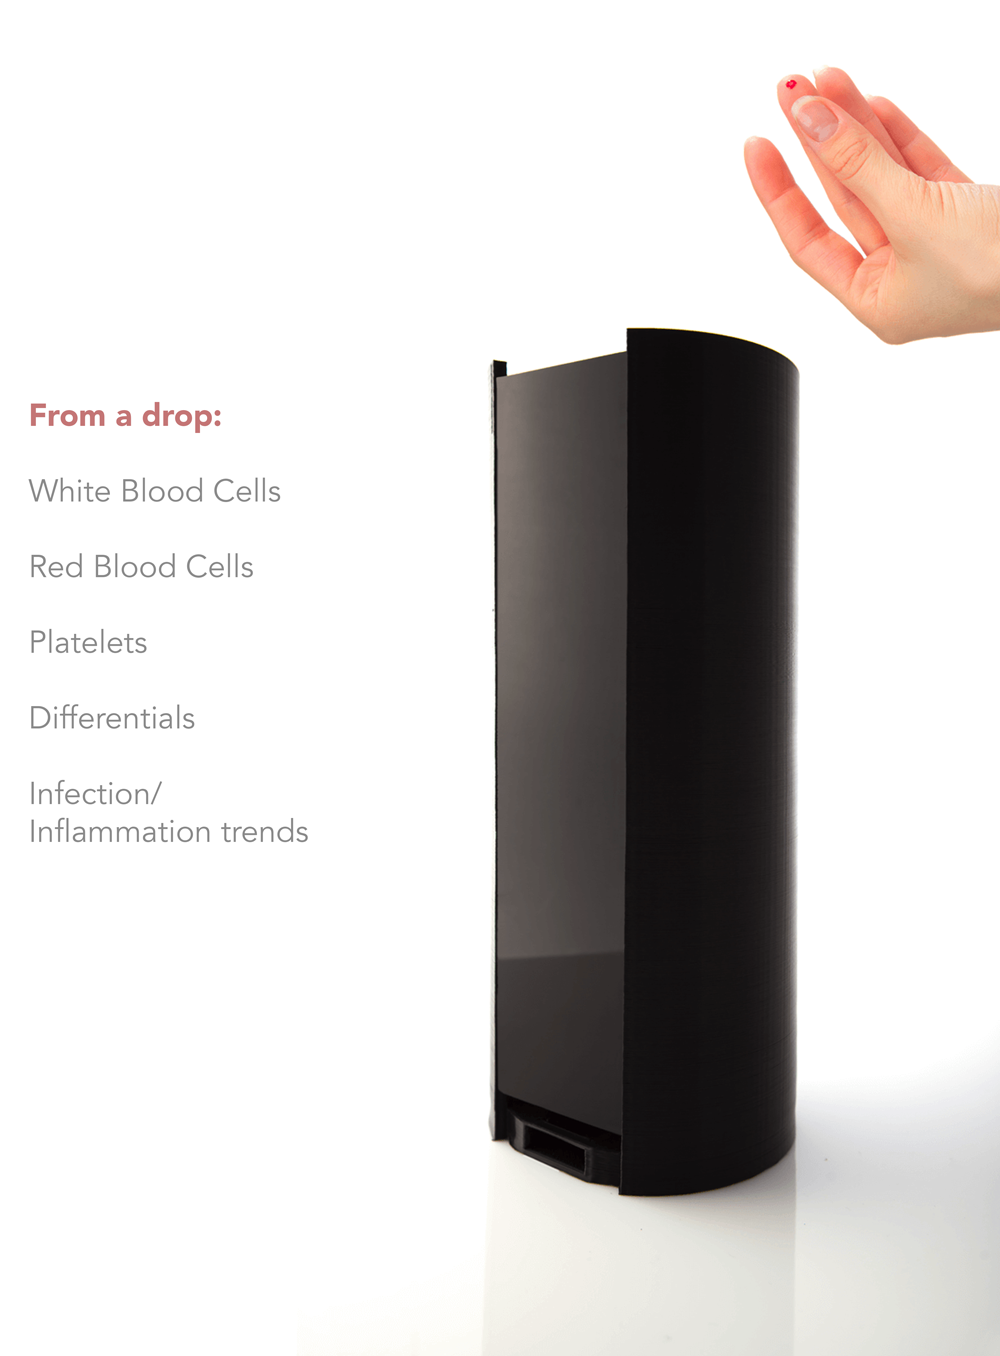 From a drop:
White Blood Cells
Red Blood Cells
Platelets
Differentials
Infection/
Inflammation trends